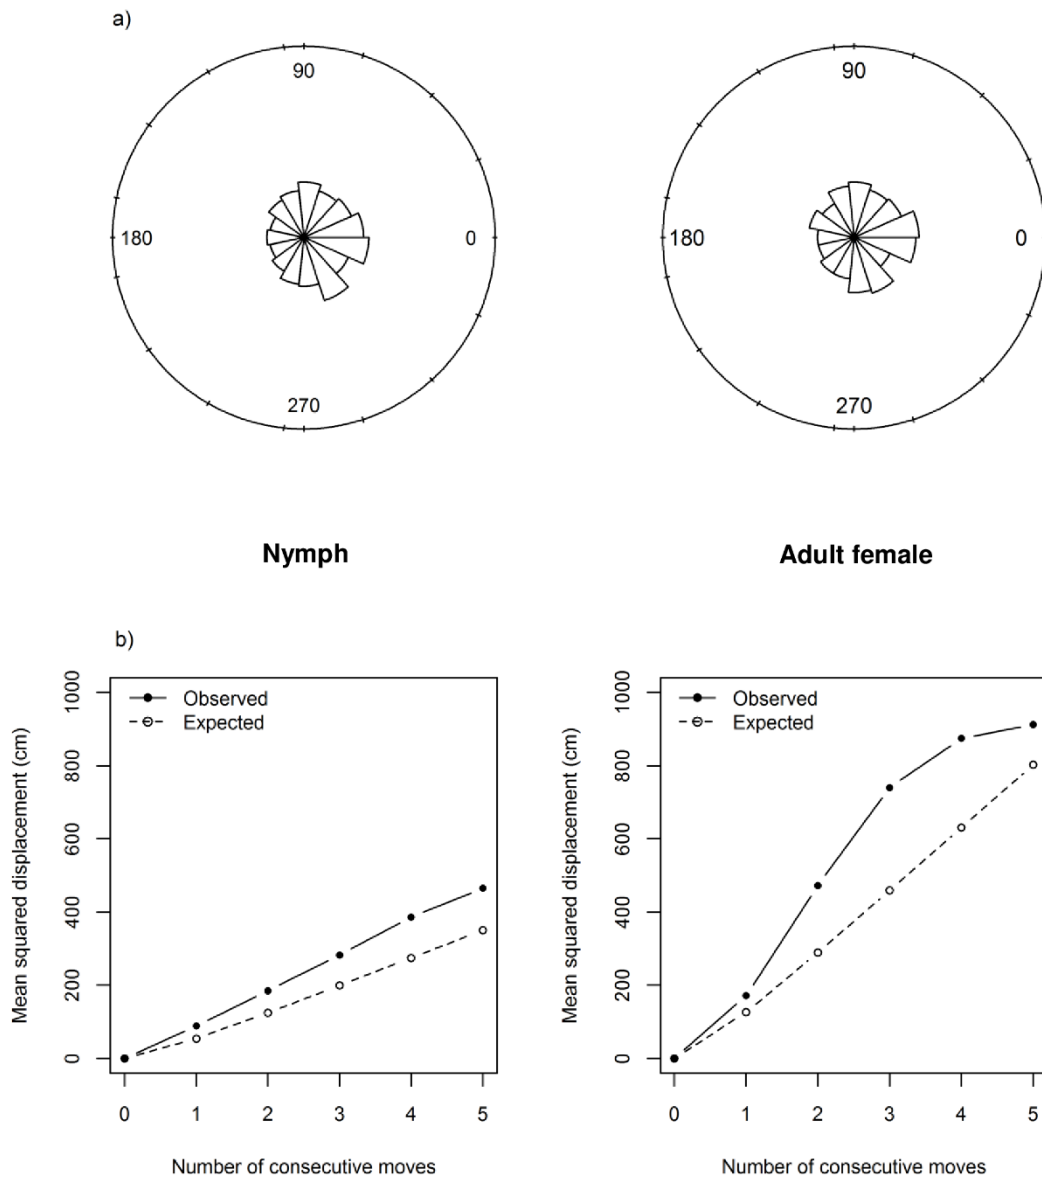 a)
90
180
0
270
90
180
0
270
Nymph
Adult female
b)
Mean squared displacement (cm)
1000
800
600
400
200
0
Observed
Expected
0 1 2 3 4 5
Number of consecutive moves
Mean squared displacement (cm)
1000
800
600
400
200
0
Observed
Expected
0 1 2 3 4 5
Number of consecutive moves